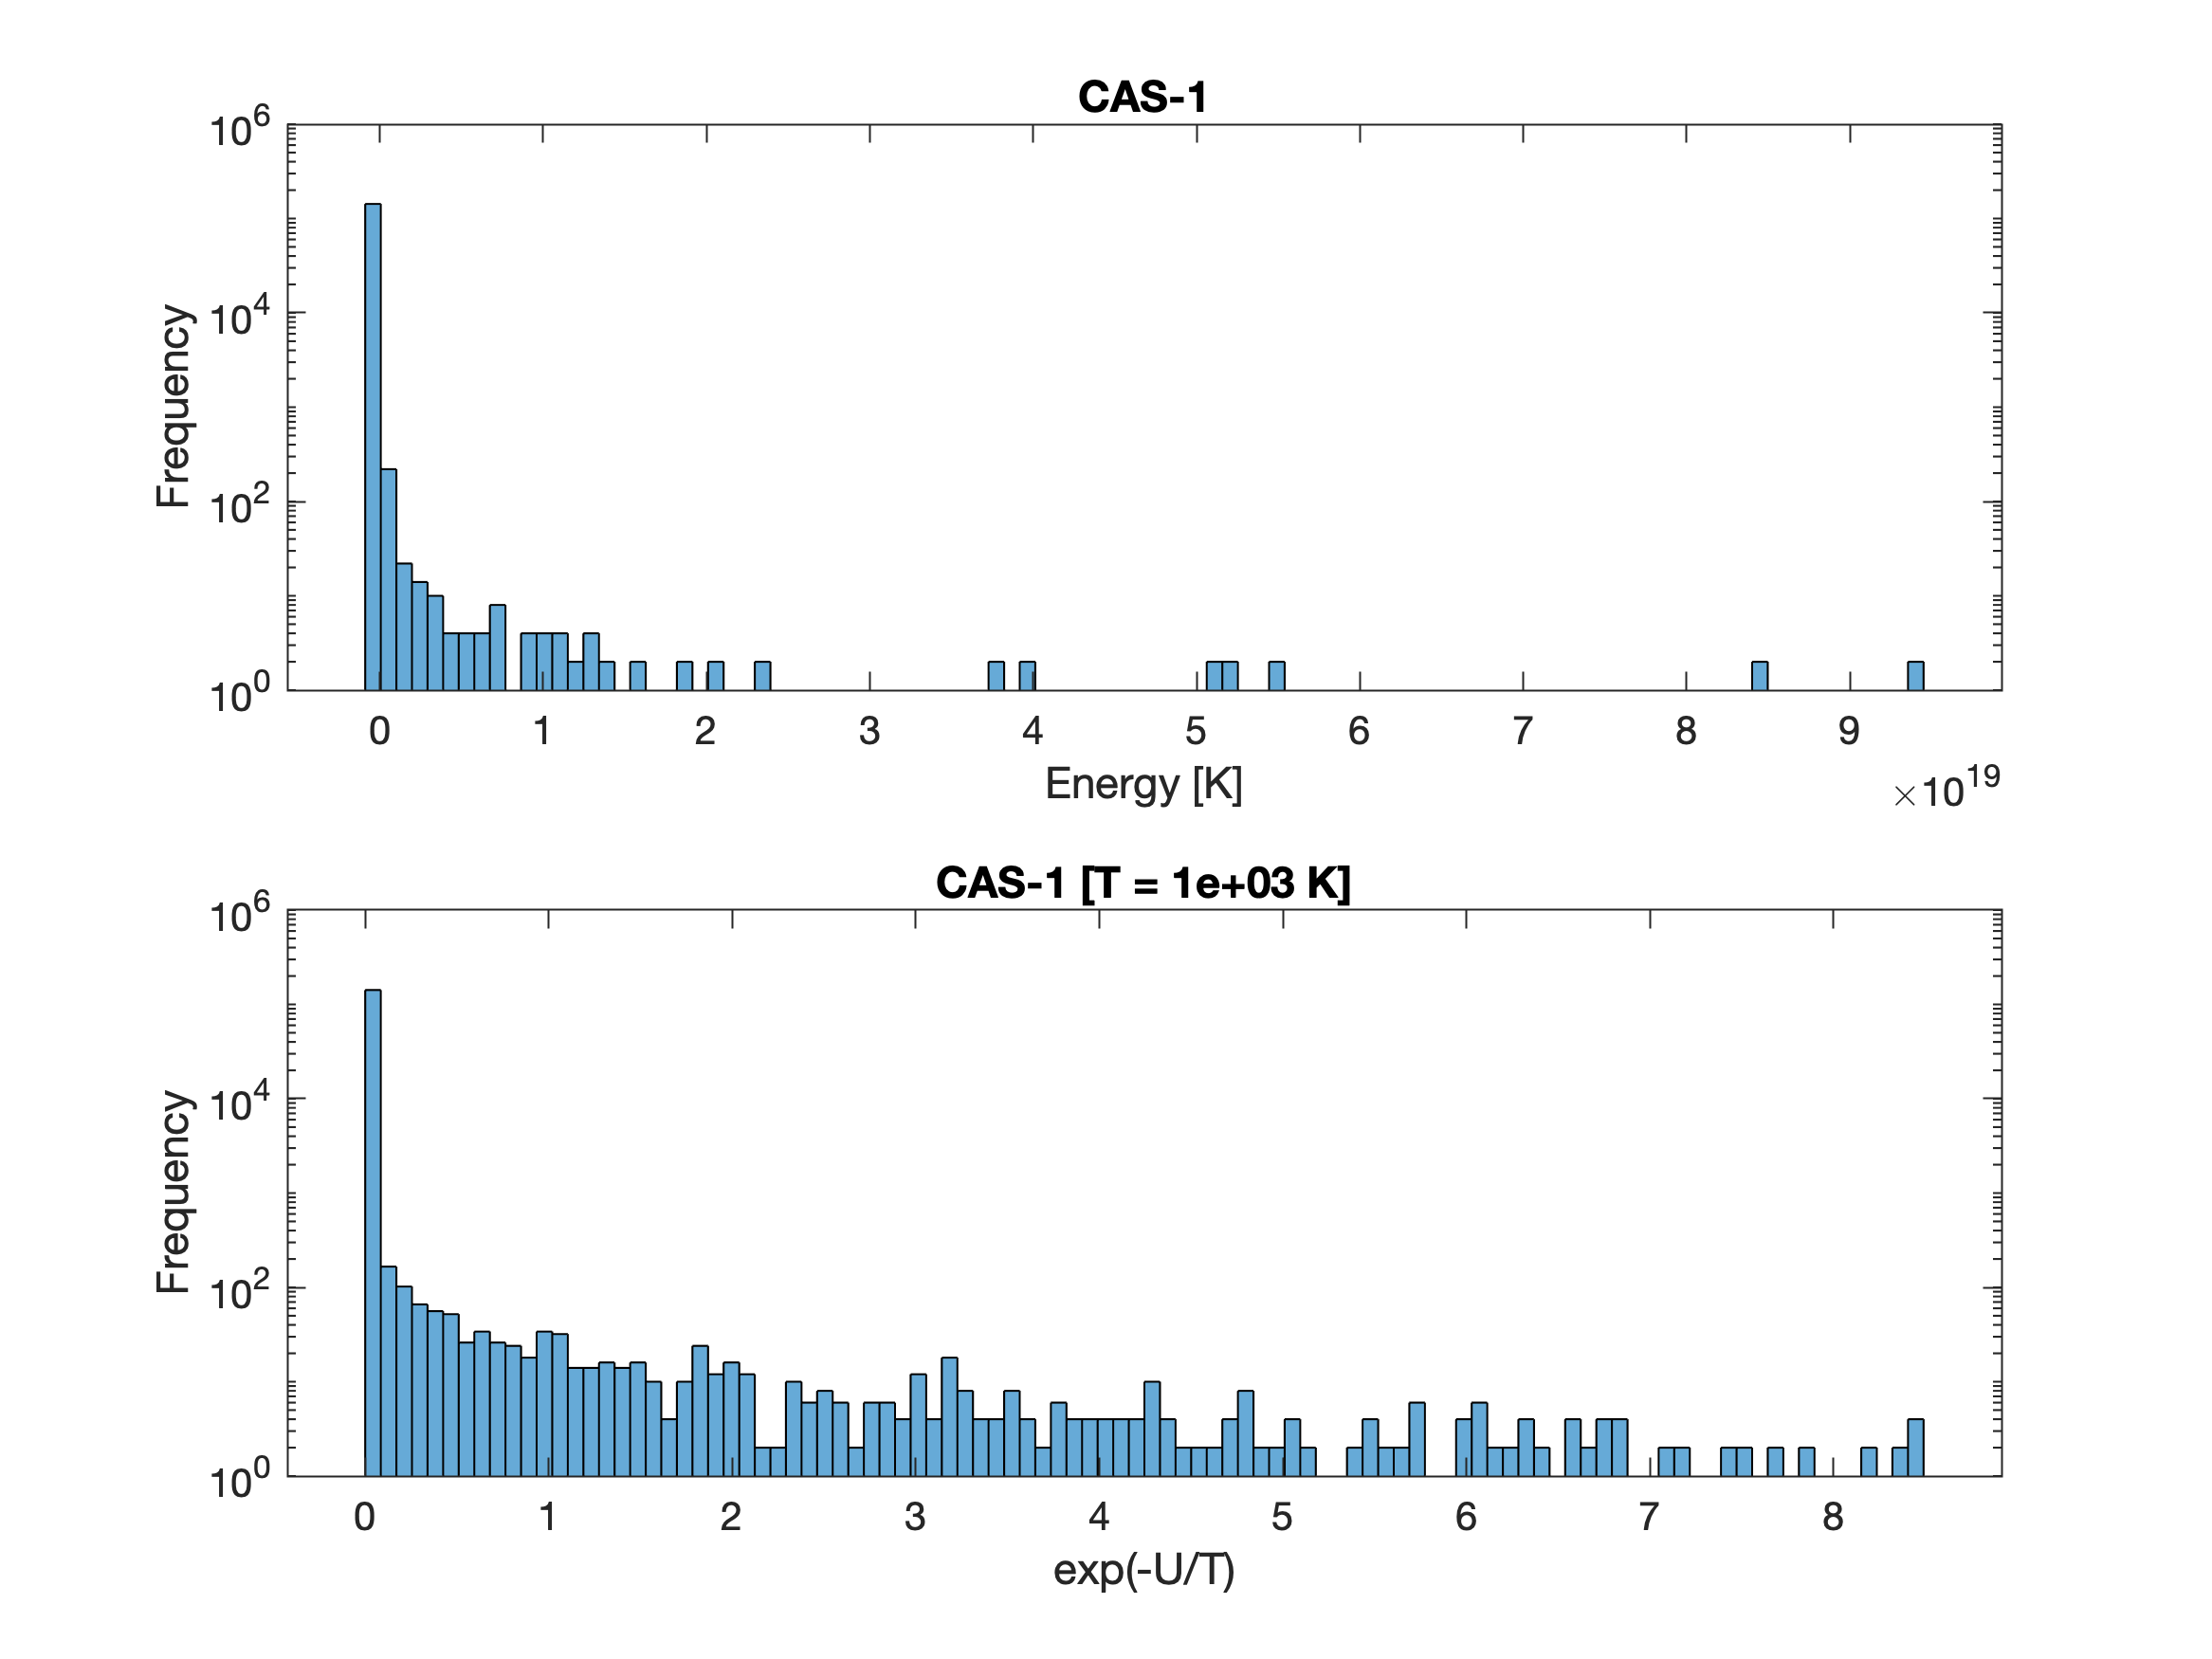 CAS-1
10^6
10^4
10^2
10^0
Frequency
0 1 2 3 4 5 6 7 8 9
Energy [K]
×10^19
CAS-1 [T = 1e+03 K]
10^6
10^4
10^2
10^0
Frequency
0 1 2 3 4 5 6 7 8
exp(-U/T)